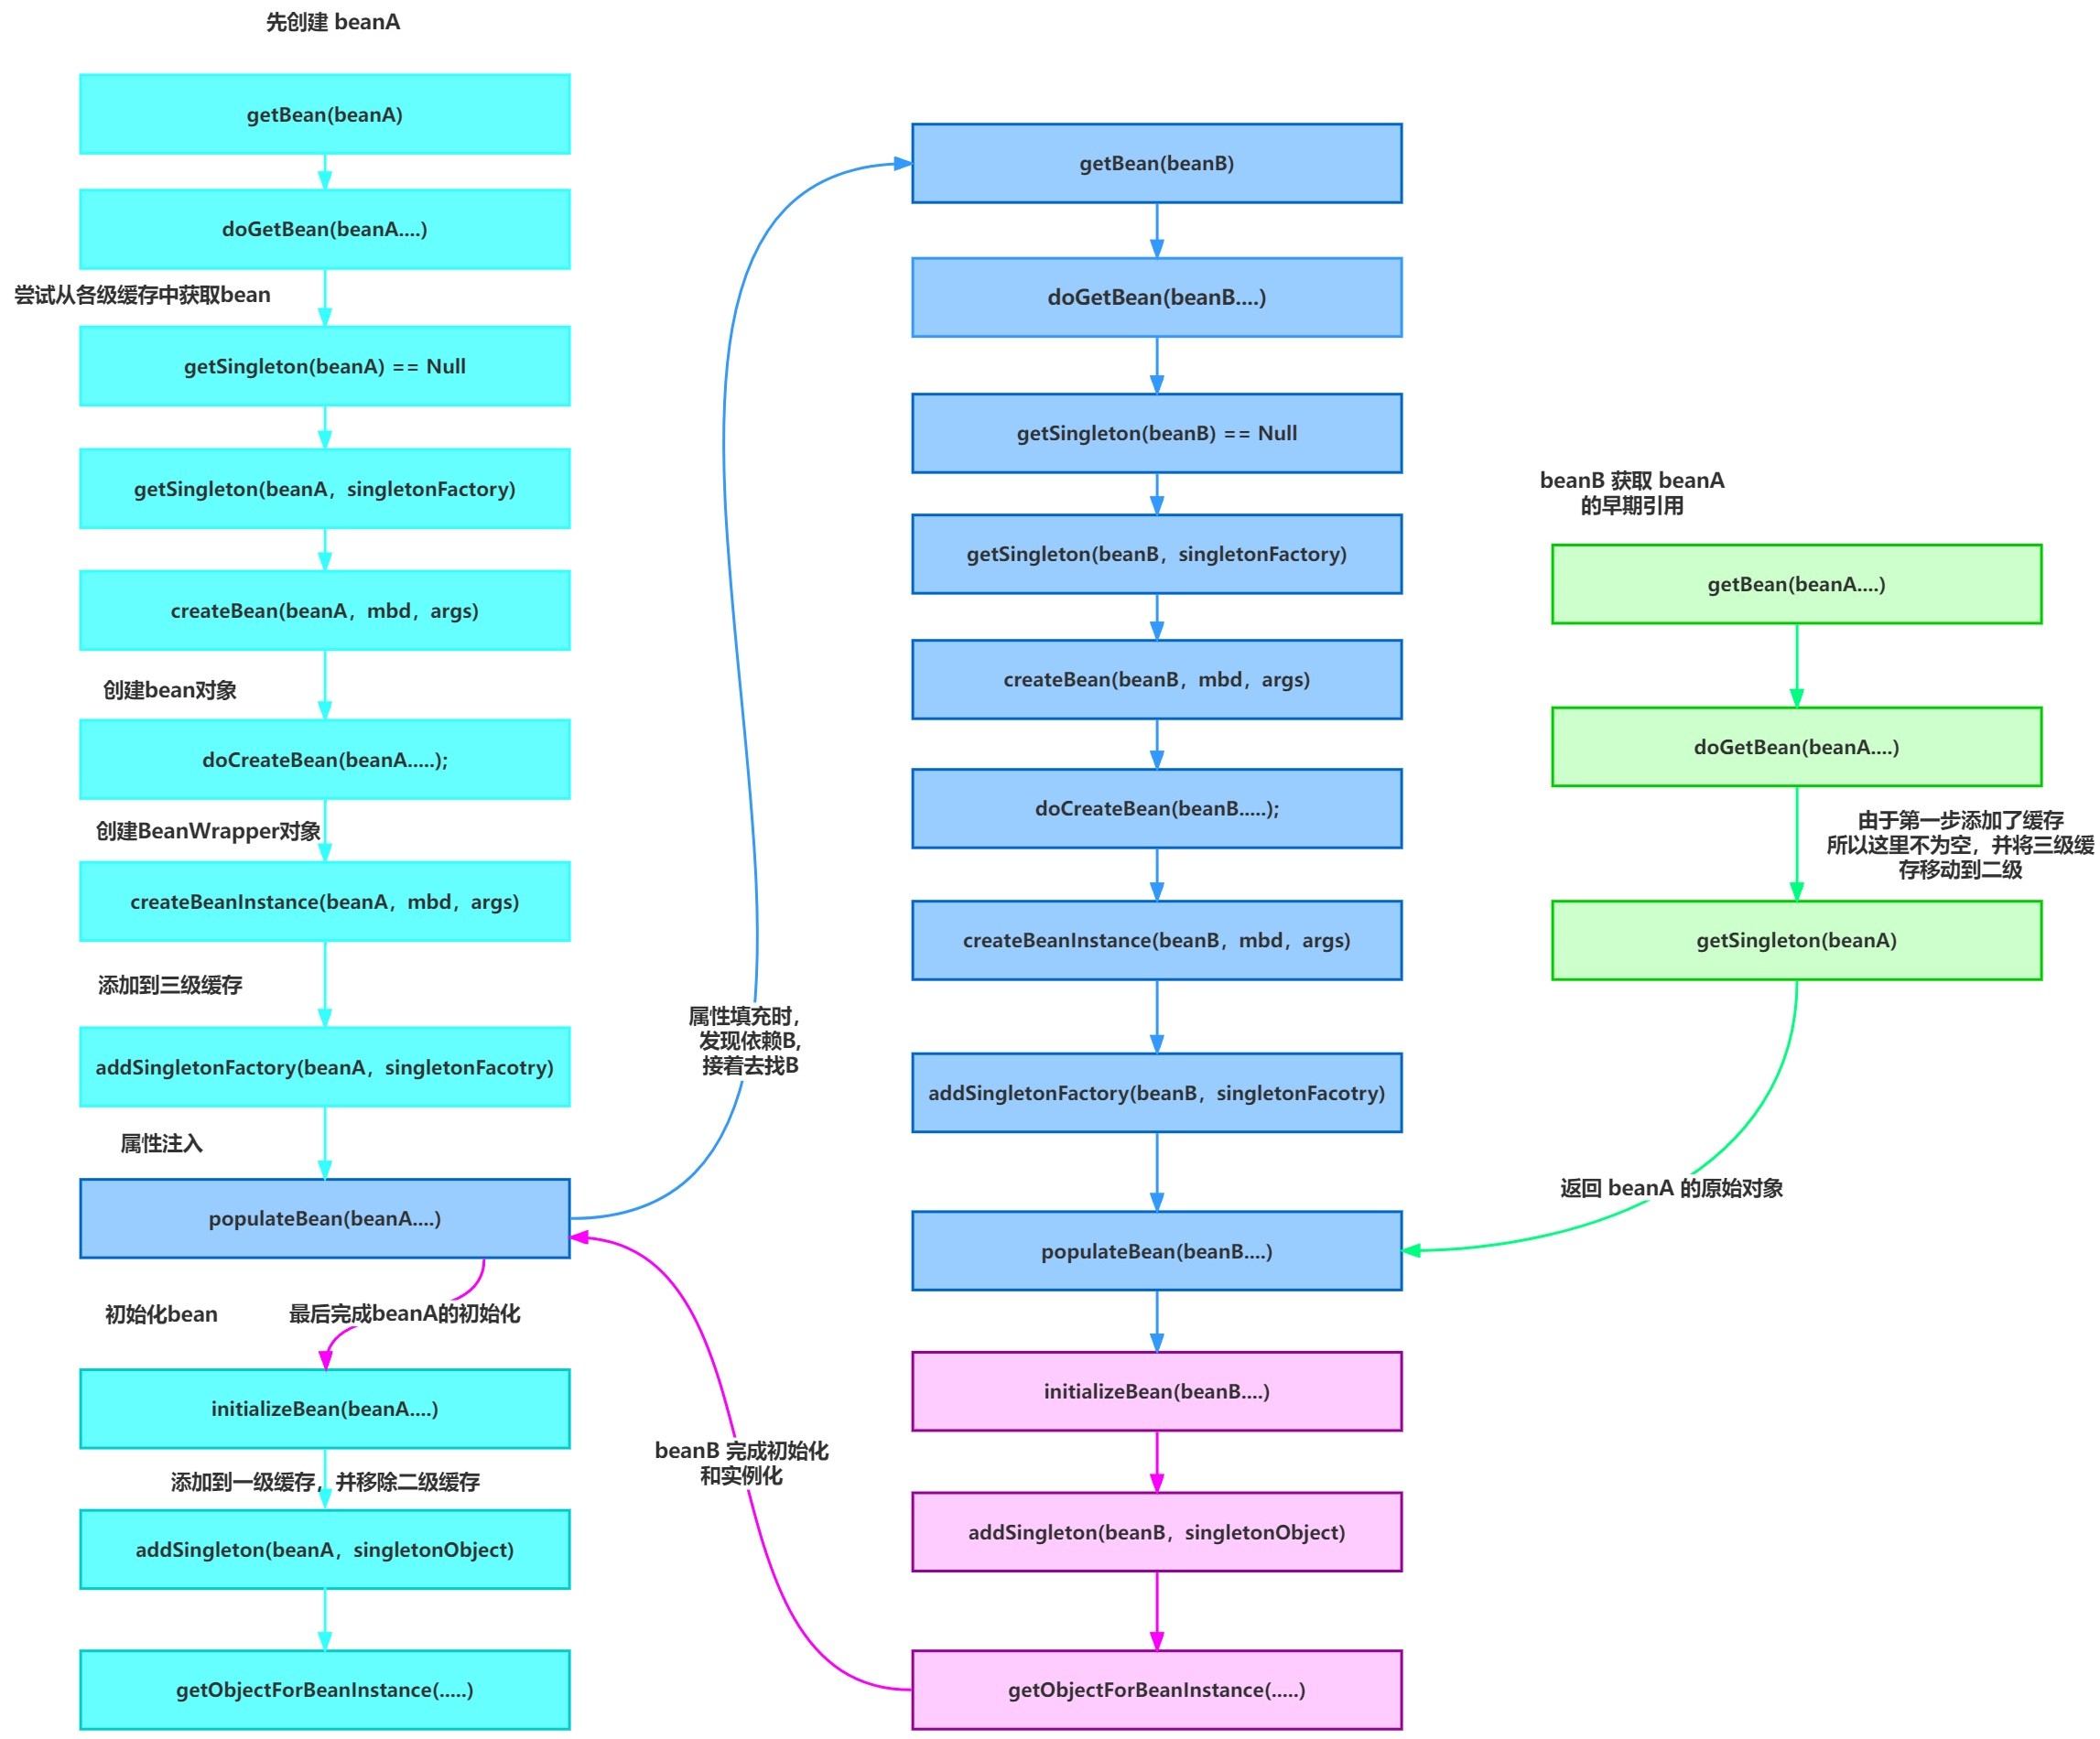 先创建 beanA
getBean(beanA)
doGetBean(beanA....)
尝试从各级缓存中获取bean
getSingleton(beanA) == Null
getSingleton(beanA，singletonFactory)
createBean(beanA，mbd，args)
创建bean对象
doCreateBean(beanA.....);
创建BeanWrapper对象
createBeanInstance(beanA，mbd，args)
添加到三级缓存
addSingletonFactory(beanA，singletonFacotry)
属性注入
populateBean(beanA....)
初始化bean
最后完成beanA的初始化
initializeBean(beanA....)
添加到一级缓存，并移除二级缓存
addSingleton(beanA，singletonObject)
getObjectForBeanInstance(.....)
属性填充时，
发现依赖B,
接着去找B
getBean(beanB)
doGetBean(beanB....)
getSingleton(beanB) == Null
getSingleton(beanB，singletonFactory)
createBean(beanB，mbd，args)
doCreateBean(beanB.....);
createBeanInstance(beanB，mbd，args)
addSingletonFactory(beanB，singletonFacotry)
populateBean(beanB....)
initializeBean(beanB....)
addSingleton(beanB，singletonObject)
getObjectForBeanInstance(.....)
beanB 完成初始化
和实例化
beanB 获取 beanA
的早期引用
getBean(beanA....)
doGetBean(beanA....)
由于第一步添加了缓存
所以这里不为空，并将三级缓
存移动到二级
getSingleton(beanA)
返回 beanA 的原始对象